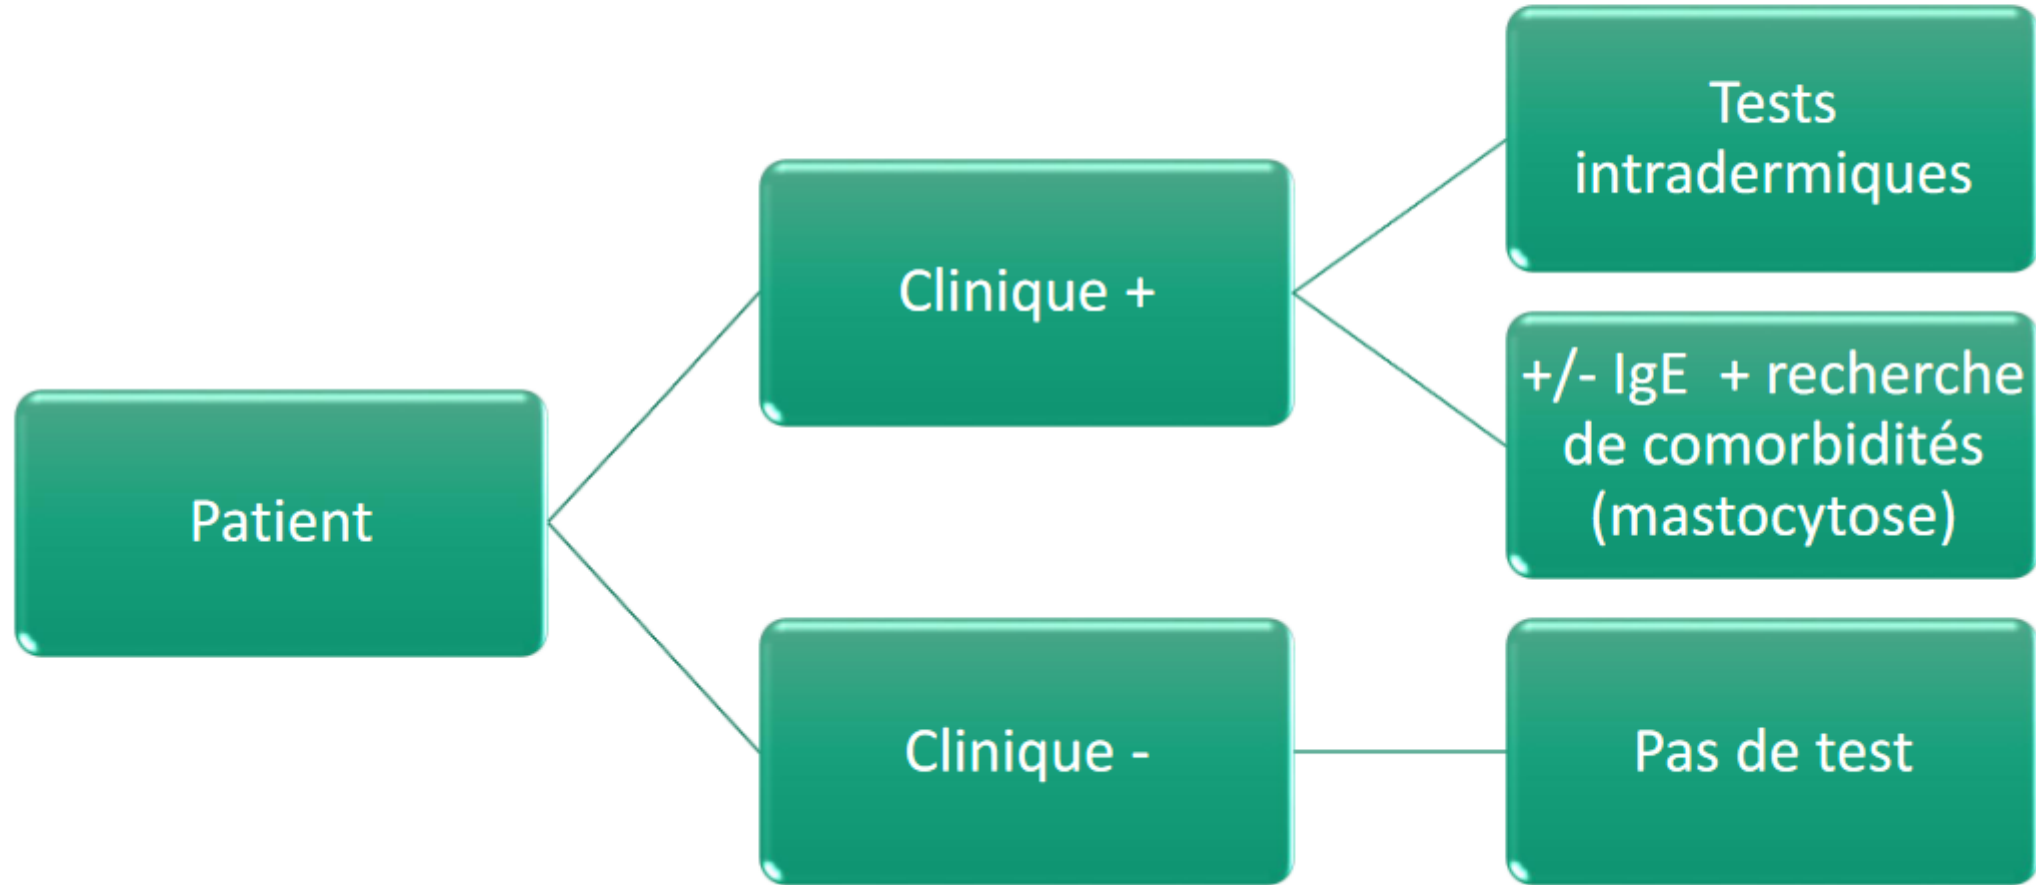 Patient
Clinique +
Tests
intradermiques
+/- IgE  + recherche
de comorbidités
(mastocytose)
Clinique -
Pas de test